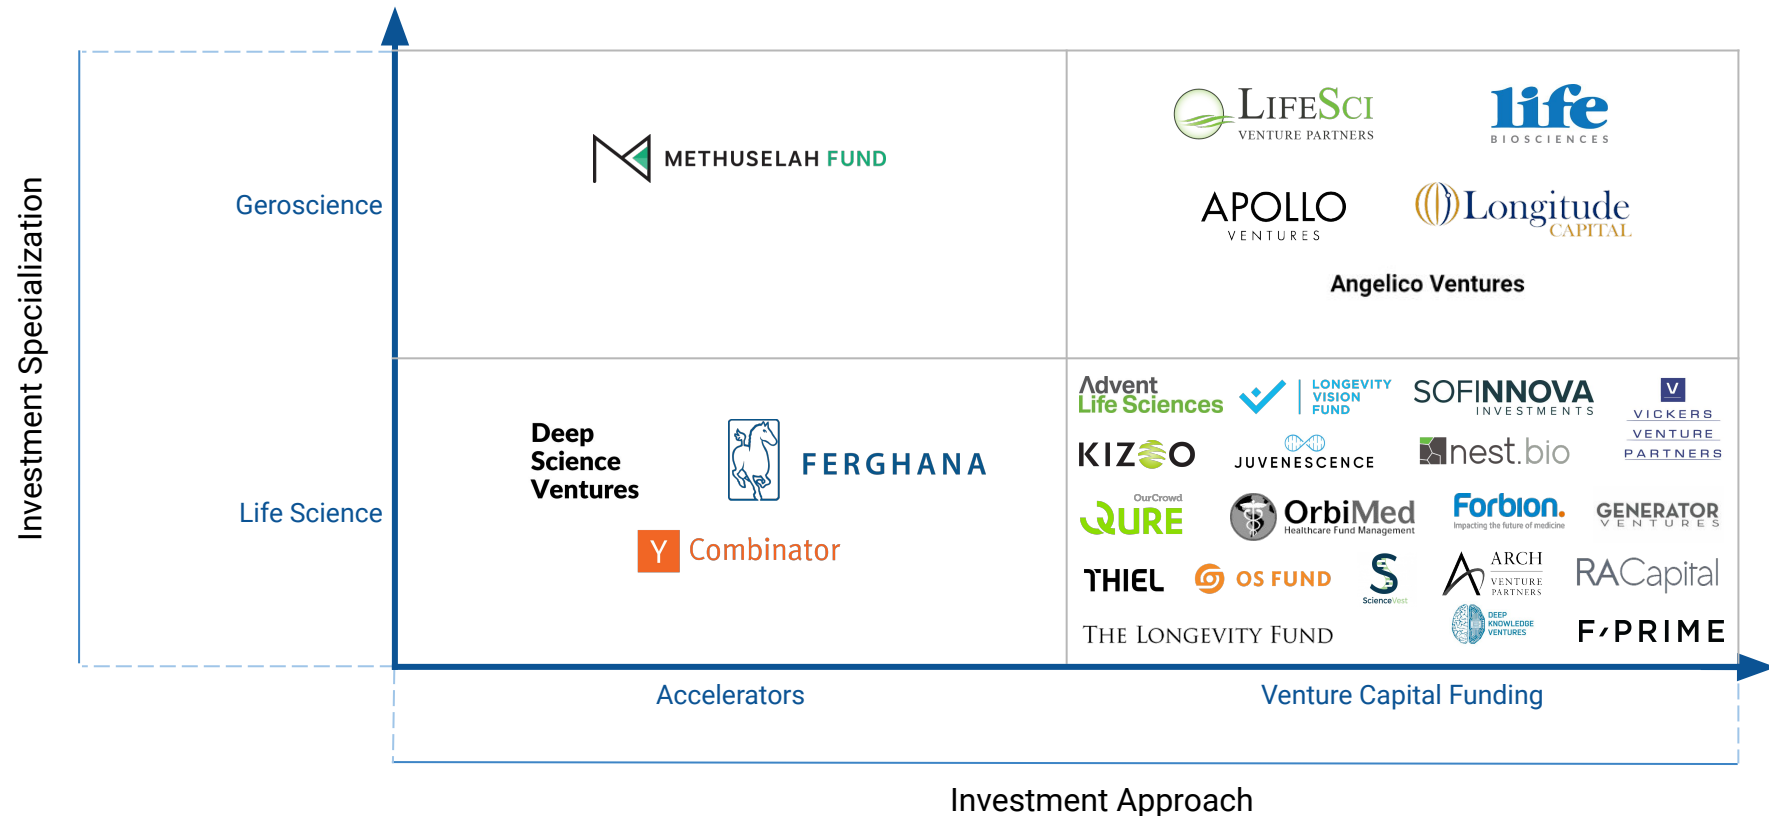 Investment Specialization
Geroscience
Life Science
METHUSELAH FUND
LIFESCI
VENTURE PARTNERS
life
BIOSCIENCES
APOLLO
VENTURES
Longitude
CAPITAL
Angelico Ventures
Deep
Science
Ventures
FERGHANA
Y Combinator
Advent
Life Sciences
LONGEVITY
VISION
FUND
SOFINNOVA
INVESTMENTS
V
VICKERS
VENTURE
PARTNERS
KIZOO
JUVENESCENCE
nest.bio
OurCrowd
QURE
OrbiMed
Healthcare Fund Management
Forbion.
Impacting the future of medicine
GENERATOR
VENTURES
THIEL
OS FUND
S
ScienceVest
ARCH
VENTURE
PARTNERS
RACapital
THE LONGEVITY FUND
DEEP
KNOWLEDGE
VENTURES
F/PRIME
Accelerators
Venture Capital Funding
Investment Approach